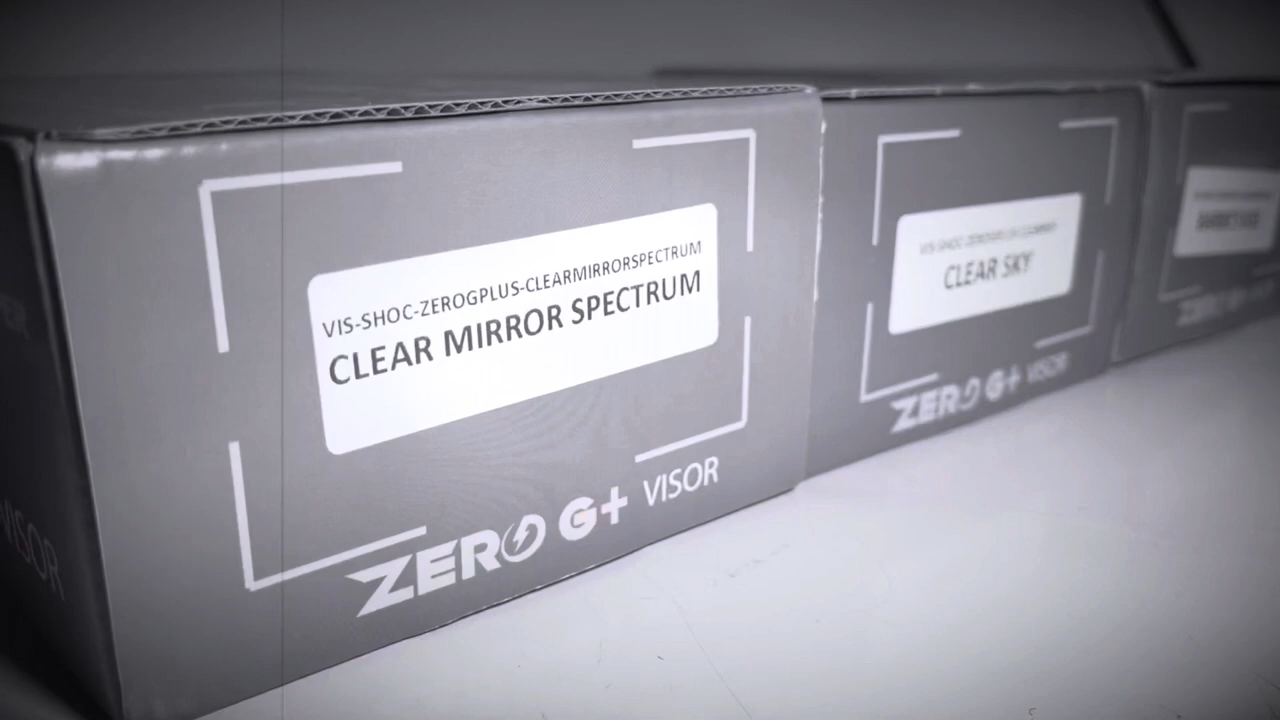 VIS-SHOC-ZEROGPLUS-CLEARMIRRORSPECTRUM
CLEAR MIRROR SPECTRUM
ZERO G+ VISOR
CLEAR SKY
ZERO G+ VISOR
VISOR